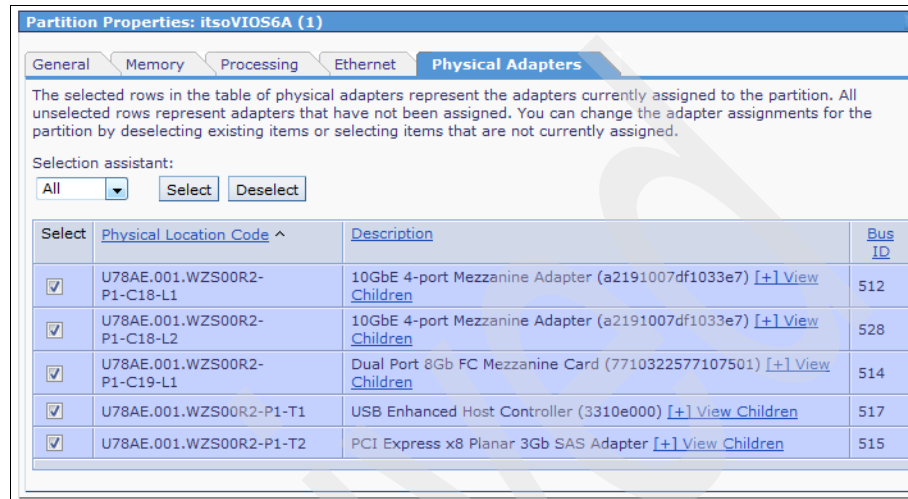 Partition Properties: itsoVIOS6A (1)
General Memory Processing Ethernet Physical Adapters
The selected rows in the table of physical adapters represent the adapters currently assigned to the partition. All
unselected rows represent adapters that have not been assigned. You can change the adapter assignments for the
partition by deselecting existing items or selecting items that are not currently assigned.
Selection assistant:
All Select Deselect
Select Physical Location Code ^ Description Bus
ID
U78AE.001.WZS00R2-
P1-C18-L1
10GbE 4-port Mezzanine Adapter (a2191007df1033e7) [+] View
Children
512
U78AE.001.WZS00R2-
P1-C18-L2
10GbE 4-port Mezzanine Adapter (a2191007df1033e7) [+] View
Children
528
U78AE.001.WZS00R2-
P1-C19-L1
Dual Port 8Gb FC Mezzanine Card (7710322577107501) [+] View
Children
514
U78AE.001.WZS00R2-P1-T1 USB Enhanced Host Controller (3310e000) [+] View Children 517
U78AE.001.WZS00R2-P1-T2 PCI Express x8 Planar 3Gb SAS Adapter [+] View Children 515